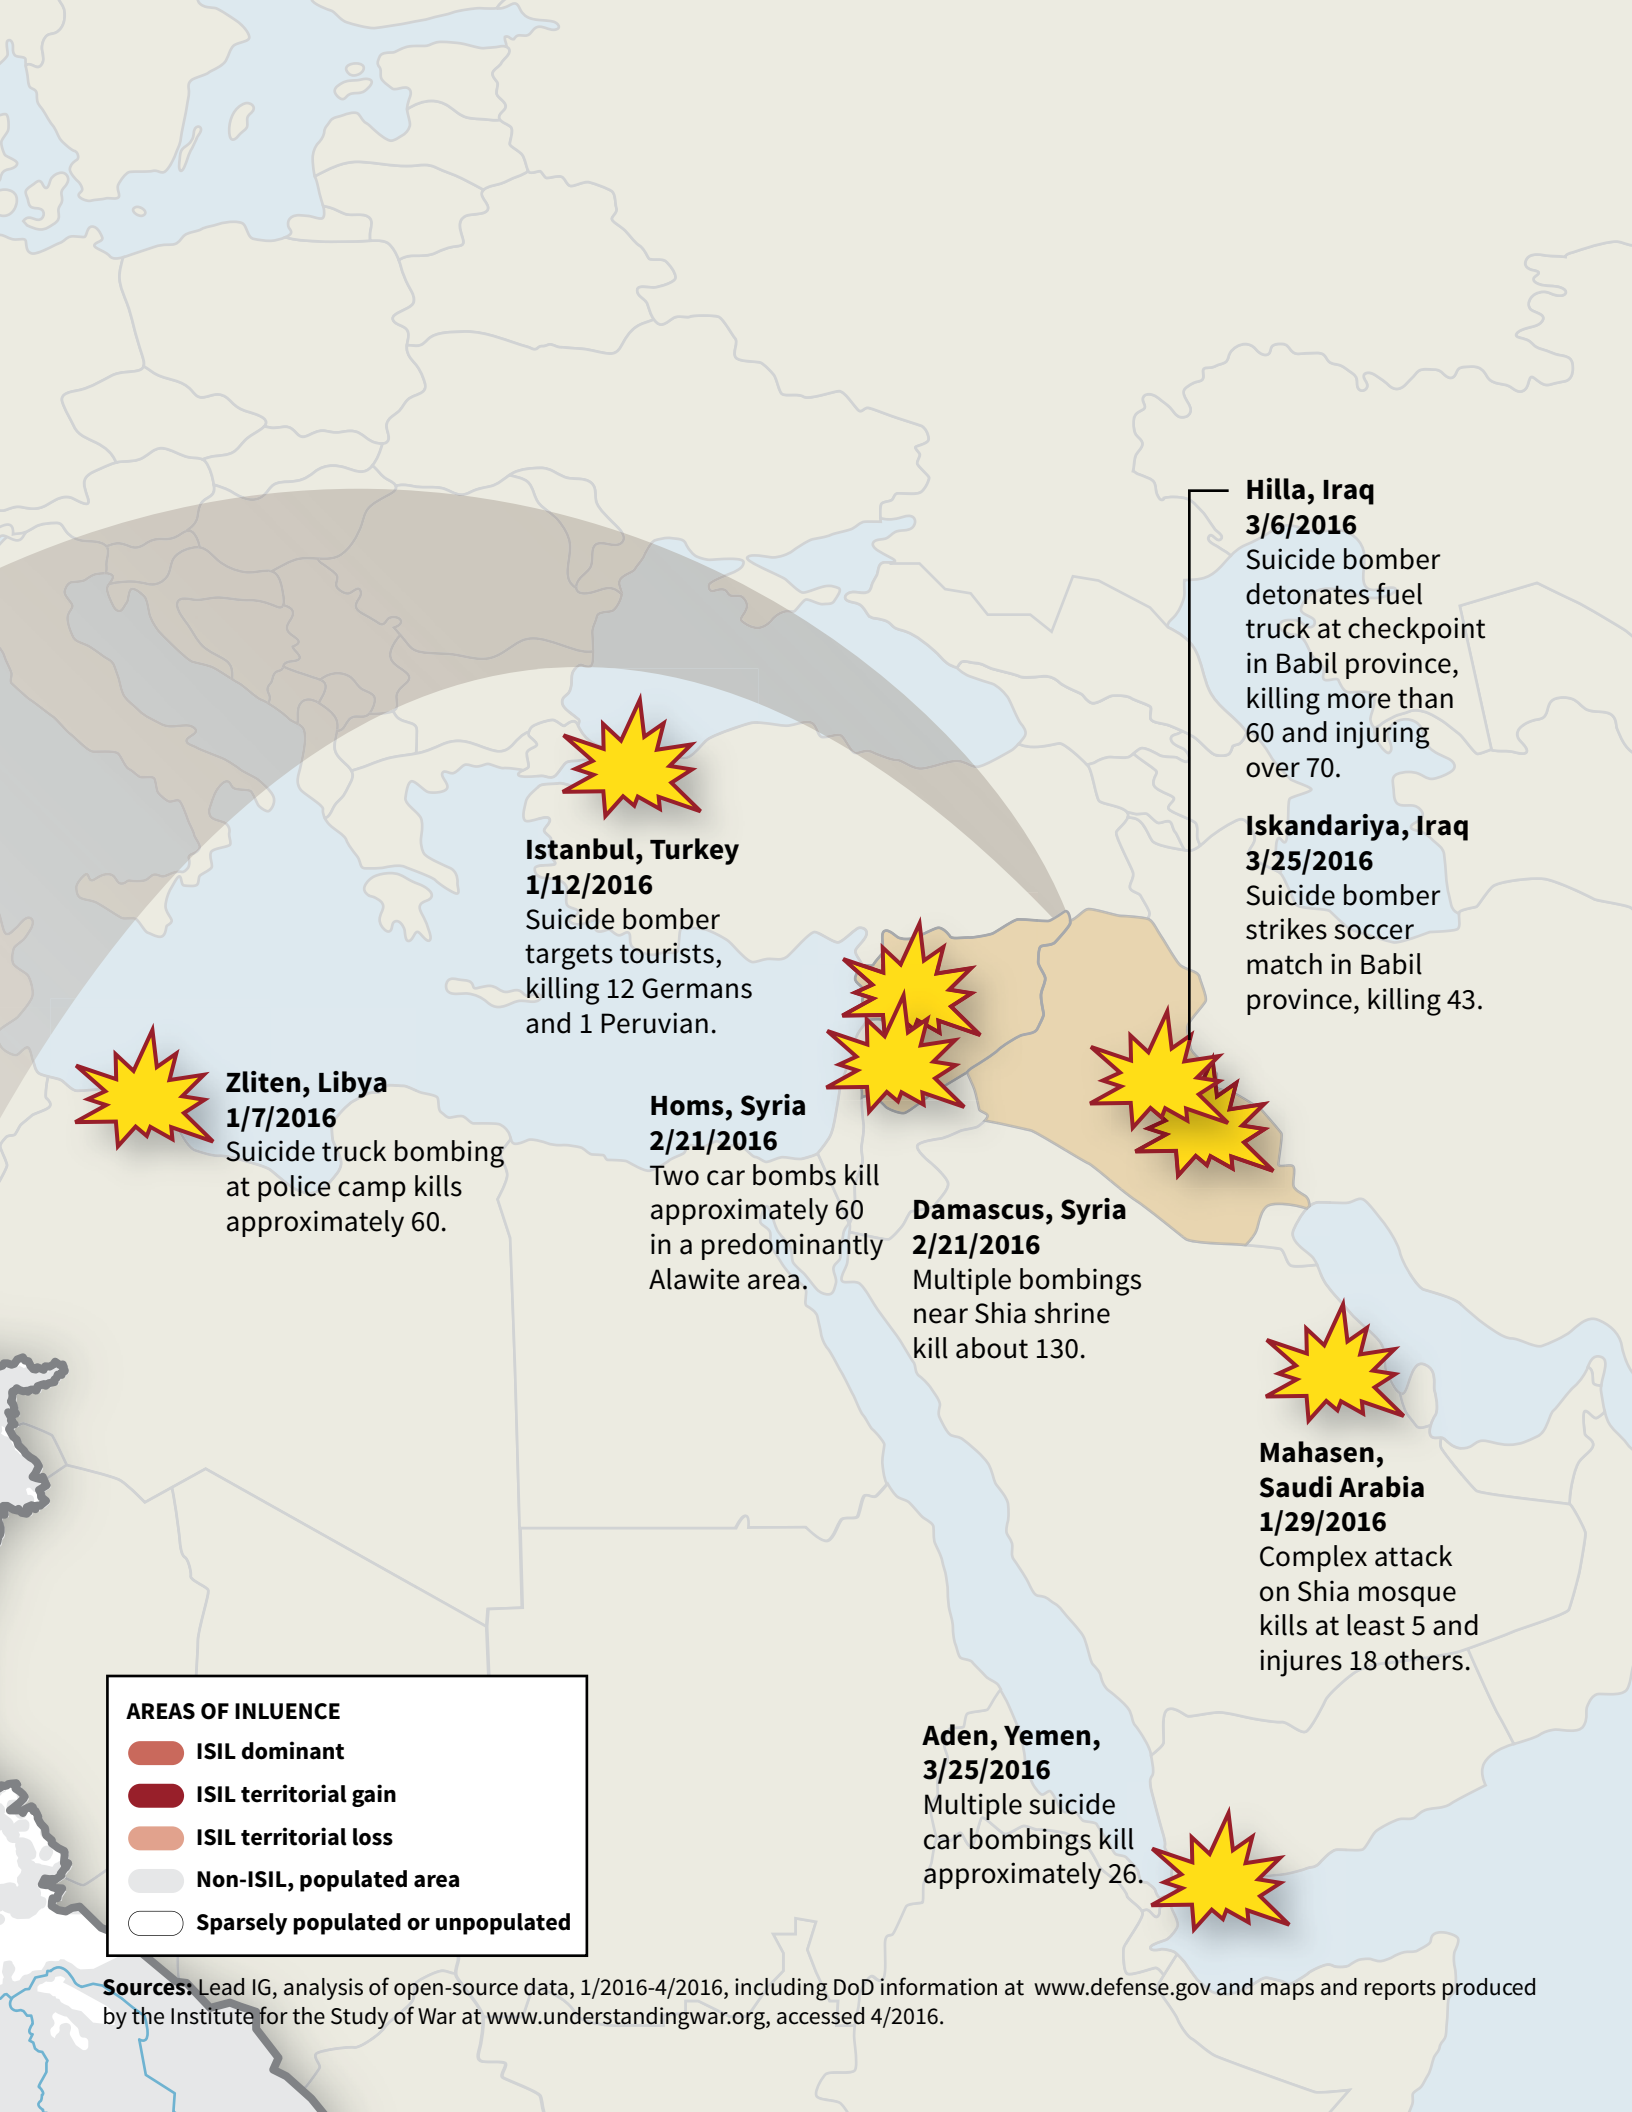 Hilla, Iraq
3/6/2016
Suicide bomber
detonates fuel
truck at checkpoint
in Babil province,
killing more than
60 and injuring
over 70.
Iskandariya, Iraq
3/25/2016
Suicide bomber
strikes soccer
match in Babil
province, killing 43.
Istanbul, Turkey
1/12/2016
Suicide bomber
targets tourists,
killing 12 Germans
and 1 Peruvian.
Zliten, Libya
1/7/2016
Suicide truck bombing
at police camp kills
approximately 60.
Homs, Syria
2/21/2016
Two car bombs kill
approximately 60
in a predominantly
Alawite area.
Damascus, Syria
2/21/2016
Multiple bombings
near Shia shrine
kill about 130.
Mahasen,
Saudi Arabia
1/29/2016
Complex attack
on Shia mosque
kills at least 5 and
injures 18 others.
Aden, Yemen,
3/25/2016
Multiple suicide
car bombings kill
approximately 26.
AREAS OF INLUENCE
ISIL dominant
ISIL territorial gain
ISIL territorial loss
Non-ISIL, populated area
Sparsely populated or unpopulated
Sources: Lead IG, analysis of open-source data, 1/2016-4/2016, including DoD information at www.defense.gov and maps and reports produced
by the Institute for the Study of War at www.understandingwar.org, accessed 4/2016.